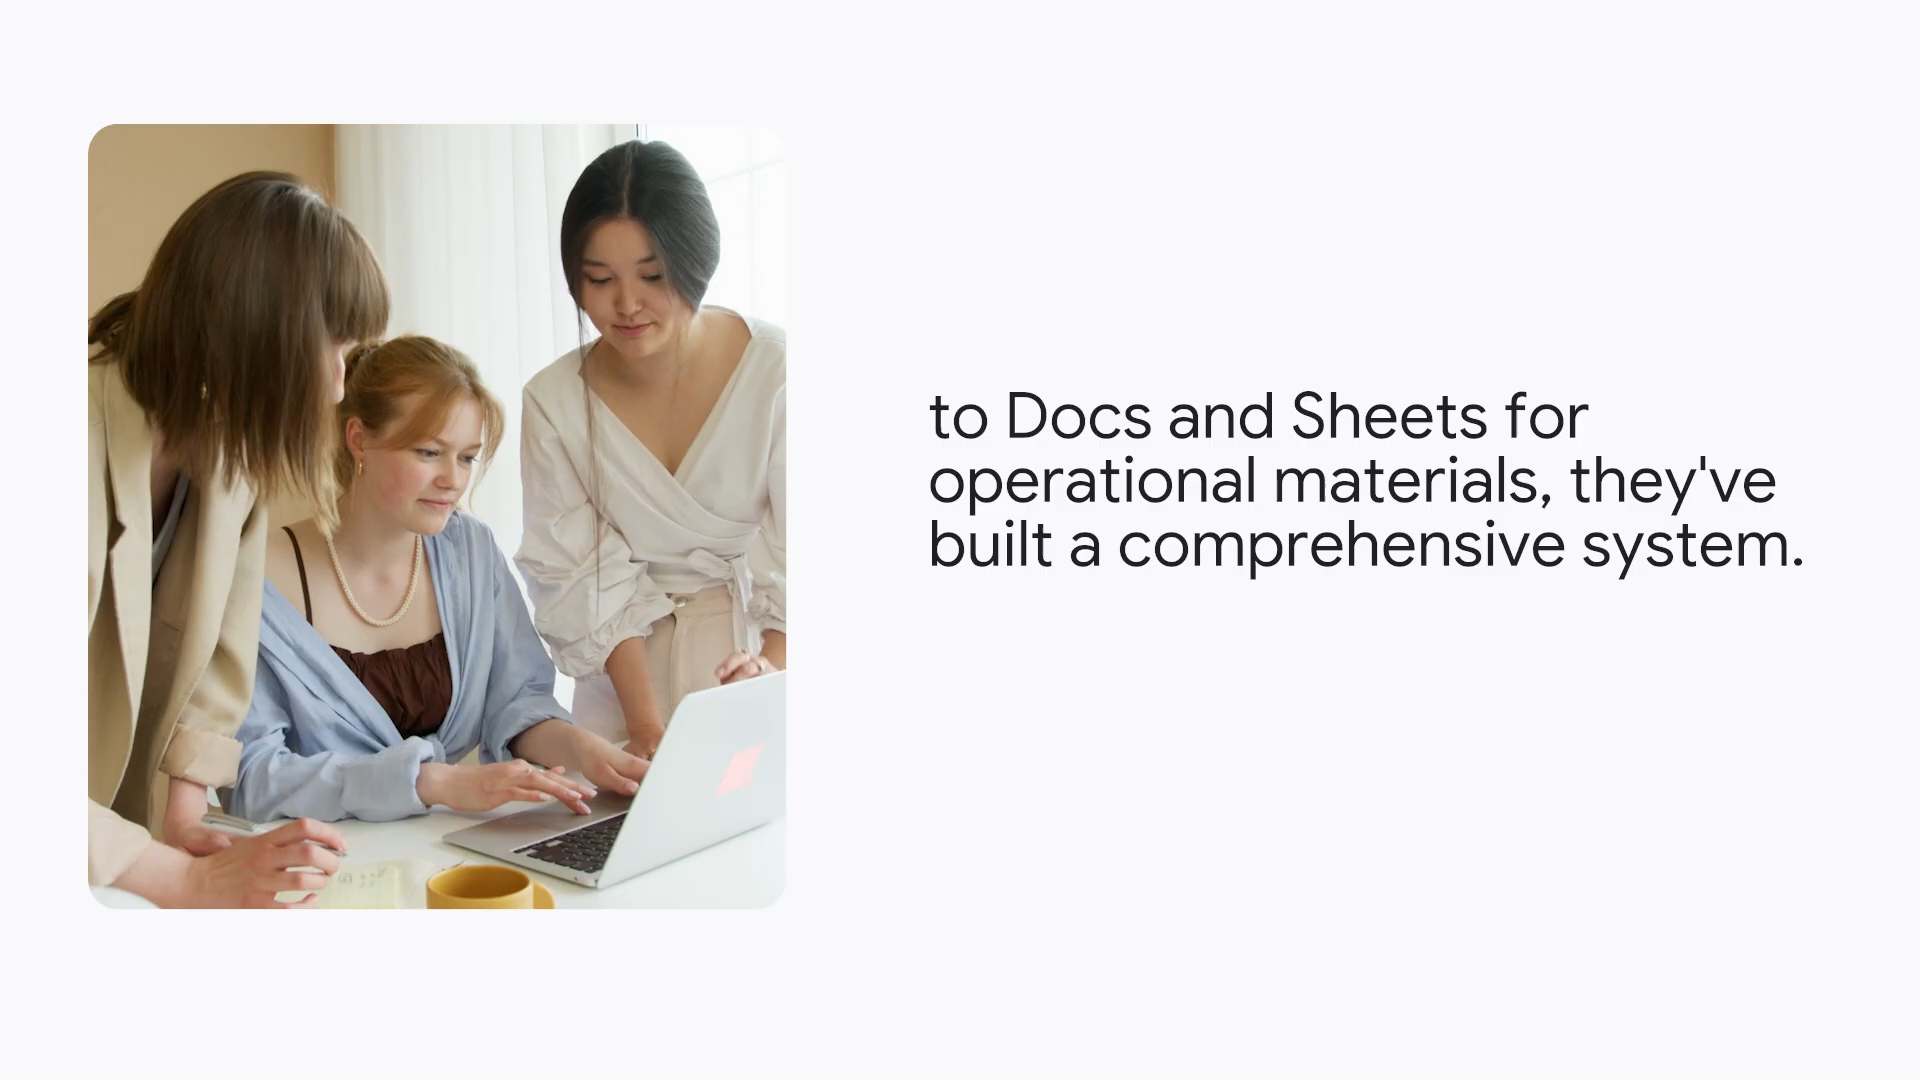 to Docs and Sheets for
operational materials, they've
built a comprehensive system.